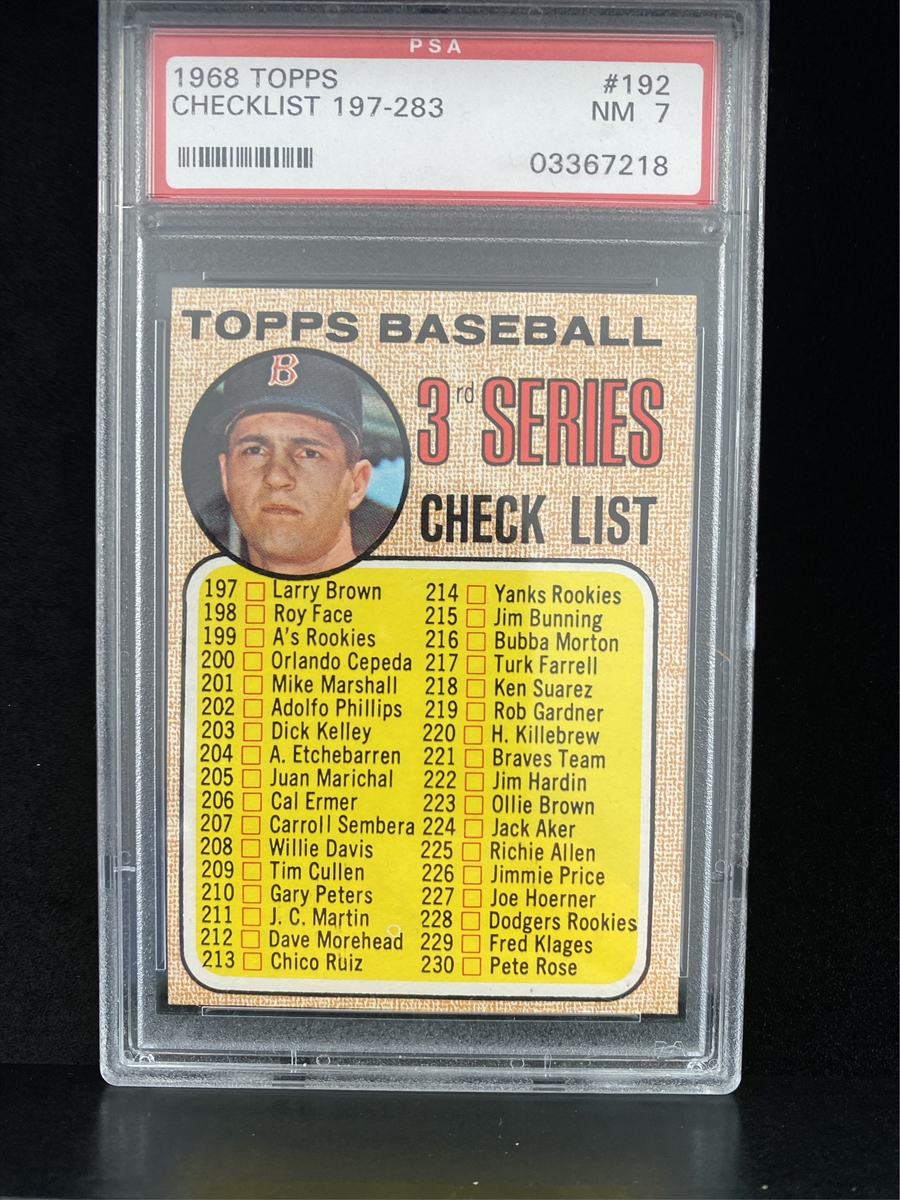 PSA
1968 TOPPS #192
CHECKLIST 197-283 NM 7
03367218
TOPPS BASEBALL
B
3rd SERIES
CHECK LIST
197 Larry Brown
198 Roy Face
199 A's Rookies
200 Orlando Cepeda
201 Mike Marshall
202 Adolfo Phillips
203 Dick Kelley
204 A. Etchebarren
205 Juan Marichal
206 Cal Ermer
207 Carroll Sembera
208 Willie Davis
209 Tim Cullen
210 Gary Peters
211 J. C. Martin
212 Dave Morehead
213 Chico Ruiz
214 Yanks Rookies
215 Jim Bunning
216 Bubba Morton
217 Turk Farrell
218 Ken Suarez
219 Rob Gardner
220 H. Killebrew
221 Braves Team
222 Jim Hardin
223 Ollie Brown
224 Jack Aker
225 Richie Allen
226 Jimmie Price
227 Joe Hoerner
228 Dodgers Rookies
229 Fred Klages
230 Pete Rose